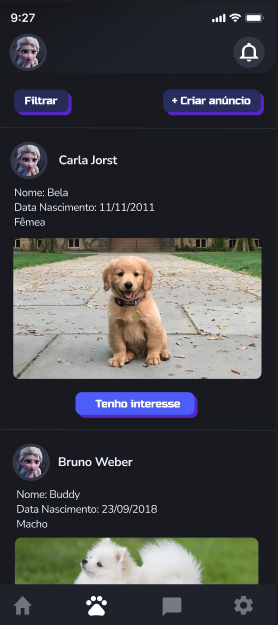 9:27
Filtrar
+ Criar anúncio
Carla Jorst
Nome: Bela
Data Nascimento: 11/11/2011
Fêmea
Tenho interesse
Bruno Weber
Nome: Buddy
Data Nascimento: 23/09/2018
Macho